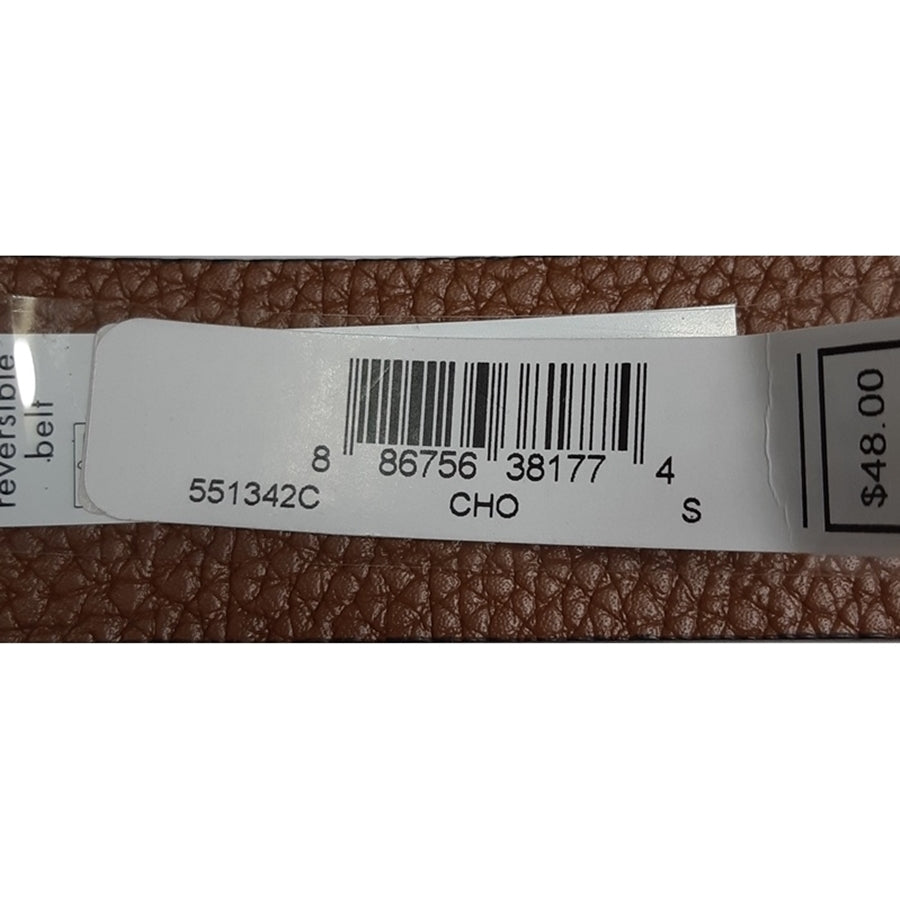 reversible
belt
8 86756 38177 4
551342C CHO S
$48.00